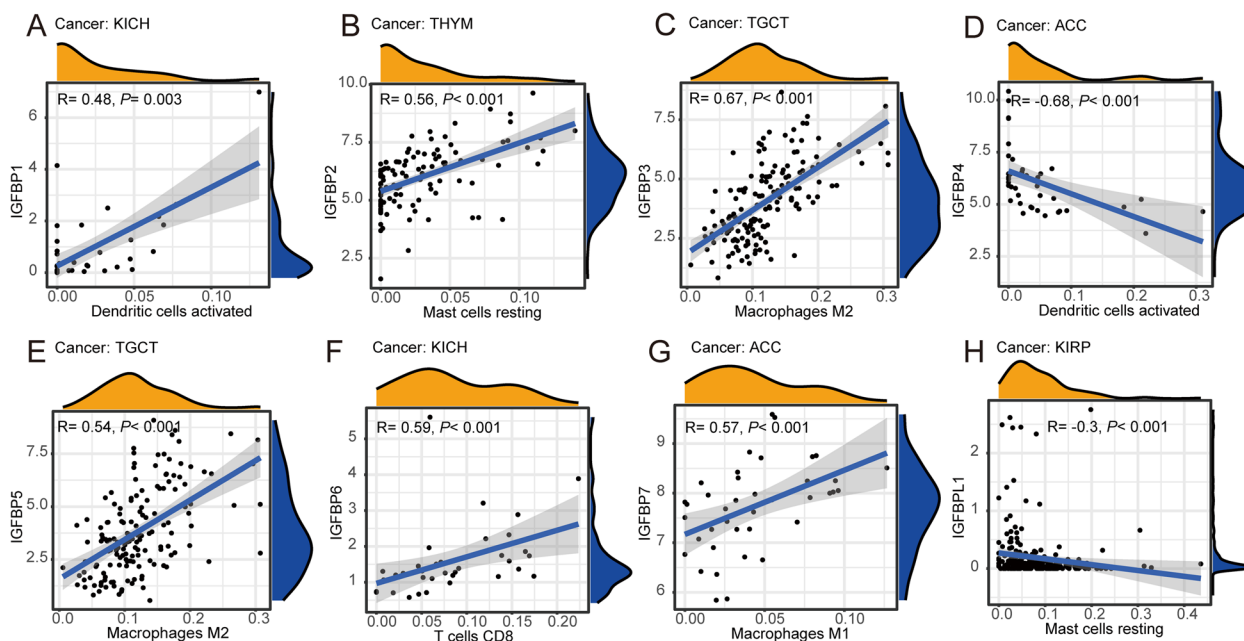 A Cancer: KICH
R= 0.48, P= 0.003
IGFBP1
6
4
2
0
0.00 0.05 0.10
Dendritic cells activated
B Cancer: THYM
R= 0.56, P< 0.001
IGFBP2
10.0
7.5
5.0
2.5
0.00 0.05 0.10
Mast cells resting
C Cancer: TGCT
R= 0.67, P< 0.001
IGFBP3
7.5
5.0
2.5
0.0 0.1 0.2 0.3
Macrophages M2
D Cancer: ACC
R= -0.68, P< 0.001
IGFBP4
10.0
7.5
5.0
2.5
0.0 0.1 0.2 0.3
Dendritic cells activated
E Cancer: TGCT
R= 0.54, P< 0.001
IGFBP5
7.5
5.0
2.5
0.0 0.1 0.2 0.3
Macrophages M2
F Cancer: KICH
R= 0.59, P< 0.001
IGFBP6
5
4
3
2
1
0.00 0.05 0.10 0.15 0.20
T cells CD8
G Cancer: ACC
R= 0.57, P< 0.001
IGFBP7
9
8
7
6
0.00 0.05 0.10
Macrophages M1
H Cancer: KIRP
R= -0.3, P< 0.001
IGFBPL1
2
1
0
0.0 0.1 0.2 0.3 0.4
Mast cells resting